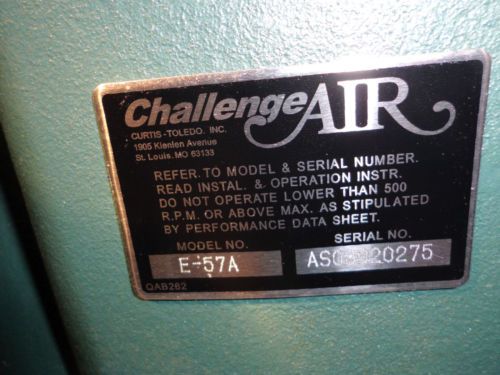 Challenge AIR
CURTIS-TOLEDO, INC.
1905 Kienlen Avenue
St. Louis, MO 63133
REFER TO MODEL & SERIAL NUMBER.
READ INSTAL. & OPERATION INSTR.
DO NOT OPERATE LOWER THAN 500
R.P.M. OR ABOVE MAX. AS STIPULATED
BY PERFORMANCE DATA SHEET.
MODEL NO. SERIAL NO.
E-57A
QAB262